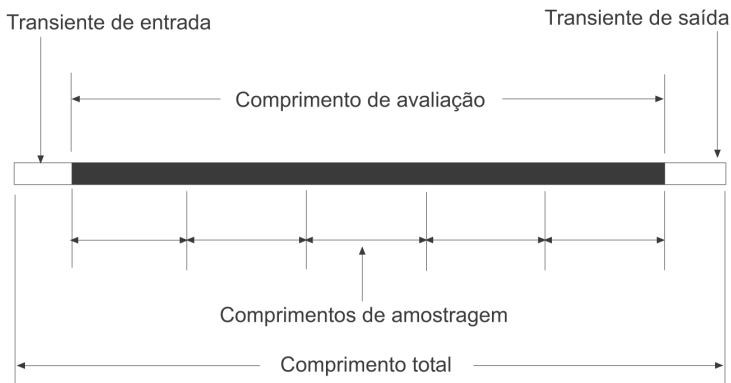 Transiente de entrada
Transiente de saída
Comprimento de avaliação
Comprimentos de amostragem
Comprimento total